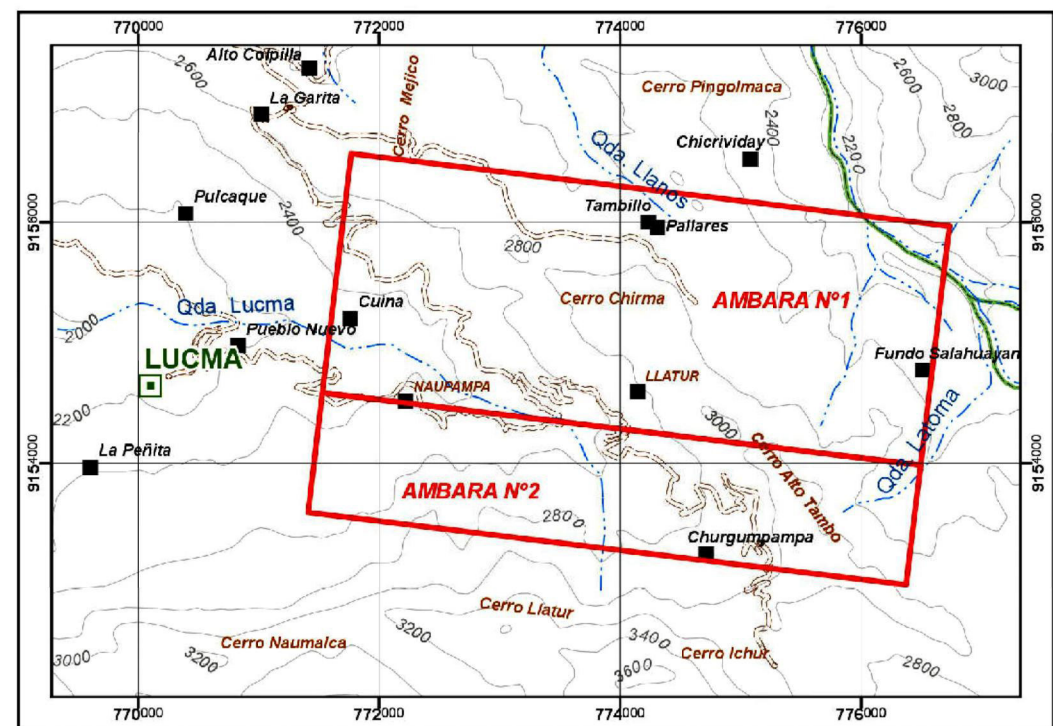 770000 772000 774000 776000
Alto Colpilla
2600
La Garita
Cerro Mejico
Cerro Pingolmaca
2600
3000
2800
2400
2200
Chicrividay
Qda. Llanos
Pulcaque
2400
Tambillo
Pallares
9158000
9158000
2800
Cerro Chirma
AMBARA Nº1
Qda. Lucma
Cuina
2000
Pueblo Nuevo
LUCMA
Fundo Salahuayan
NAUPAMPA
LLATUR
2200
3000
La Peñita
Cerro Alto Tambo
Qda. Latoma
9154000
9154000
AMBARA Nº2
2800
Churgumpampa
Cerro Llatur
Cerro Naumalca
3200
3400
Cerro Ichur
3000
3200
3600
2800
770000 772000 774000 776000